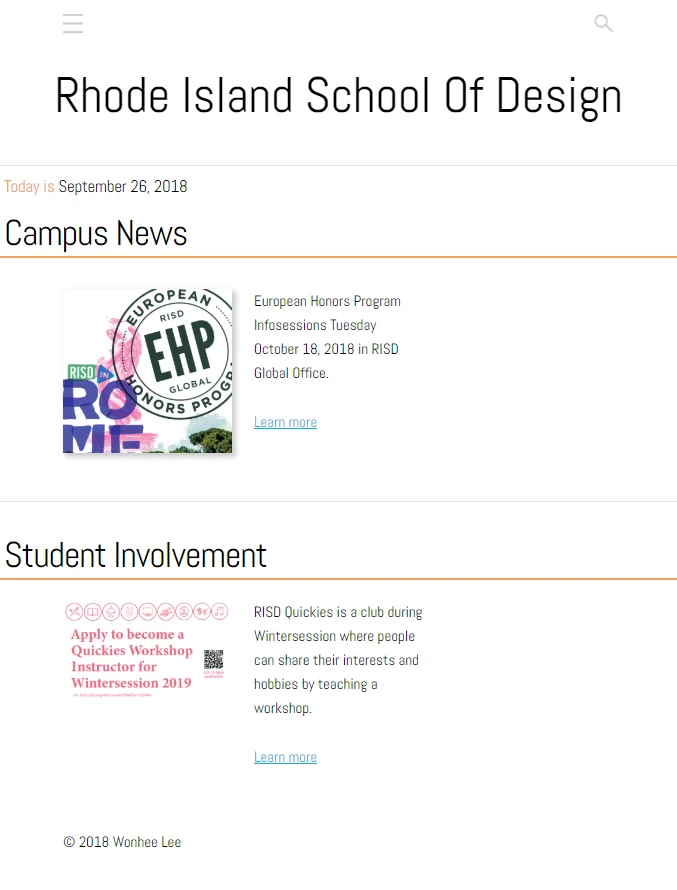 Rhode Island School Of Design
Today is September 26, 2018
Campus News
EUROPEAN
RISD
EHP
GLOBAL
HONORS PROGR
RISD IN
ROME
European Honors Program
Infosessions Tuesday
October 18, 2018 in RISD
Global Office.
Learn more
Student Involvement
Apply to become a
Quickies Workshop
Instructor for
Wintersession 2019
RISD Quickies is a club during
Wintersession where people
can share their interests and
hobbies by teaching a
workshop.
Learn more
© 2018 Wonhee Lee